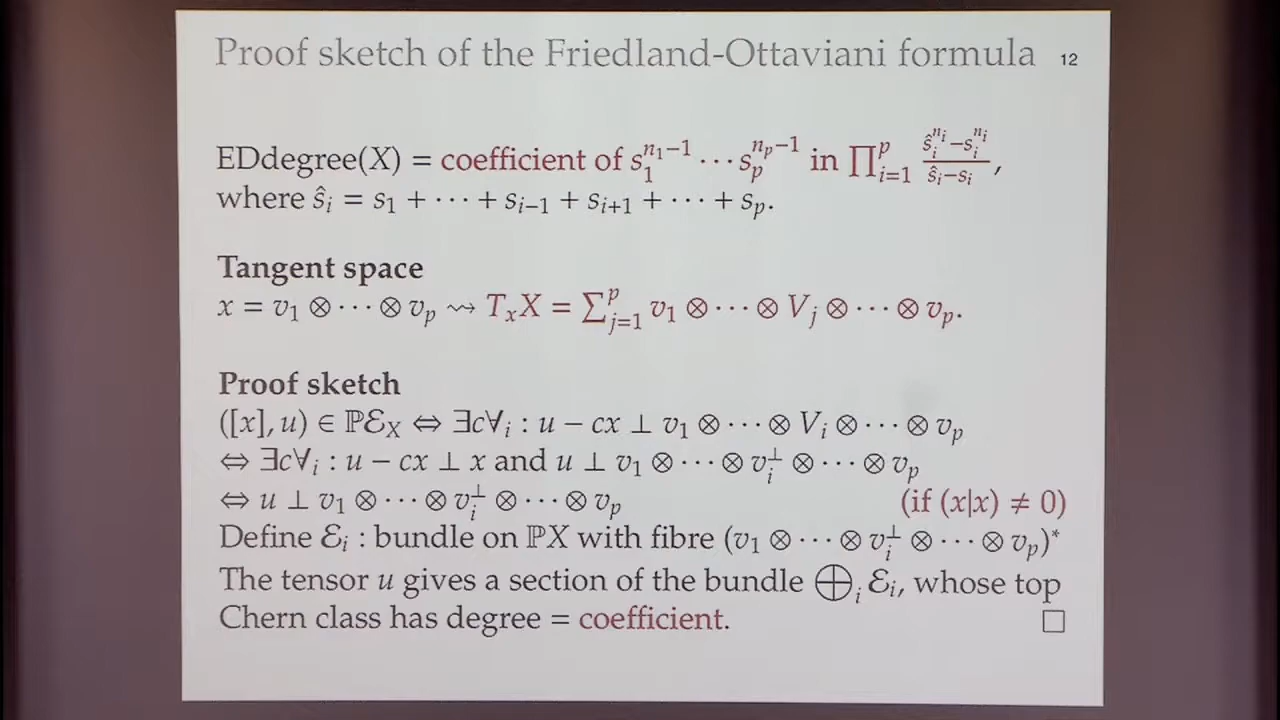 Proof sketch of the Friedland-Ottaviani formula 12
EDdegree(X) = coefficient of s_1^{n_1−1} ⋯ s_p^{n_p−1} in ∏_{i=1}^p (ŝ_i^{n_i}−s_i^{n_i})/(ŝ_i−s_i),
where ŝ_i = s_1 + ⋯ + s_{i−1} + s_{i+1} + ⋯ + s_p.
Tangent space
x = v_1 ⊗ ⋯ ⊗ v_p ⇝ T_xX = ∑_{j=1}^p v_1 ⊗ ⋯ ⊗ V_j ⊗ ⋯ ⊗ v_p.
Proof sketch
([x], u) ∈ ℙℰ_X ⇔ ∃c∀_i : u − cx ⊥ v_1 ⊗ ⋯ ⊗ V_i ⊗ ⋯ ⊗ v_p
⇔ ∃c∀_i : u − cx ⊥ x and u ⊥ v_1 ⊗ ⋯ ⊗ v_i^⊥ ⊗ ⋯ ⊗ v_p
⇔ u ⊥ v_1 ⊗ ⋯ ⊗ v_i^⊥ ⊗ ⋯ ⊗ v_p (if (x|x) ≠ 0)
Define ℰ_i : bundle on ℙX with fibre (v_1 ⊗ ⋯ ⊗ v_i^⊥ ⊗ ⋯ ⊗ v_p)*
The tensor u gives a section of the bundle ⊕_i ℰ_i, whose top
Chern class has degree = coefficient. □